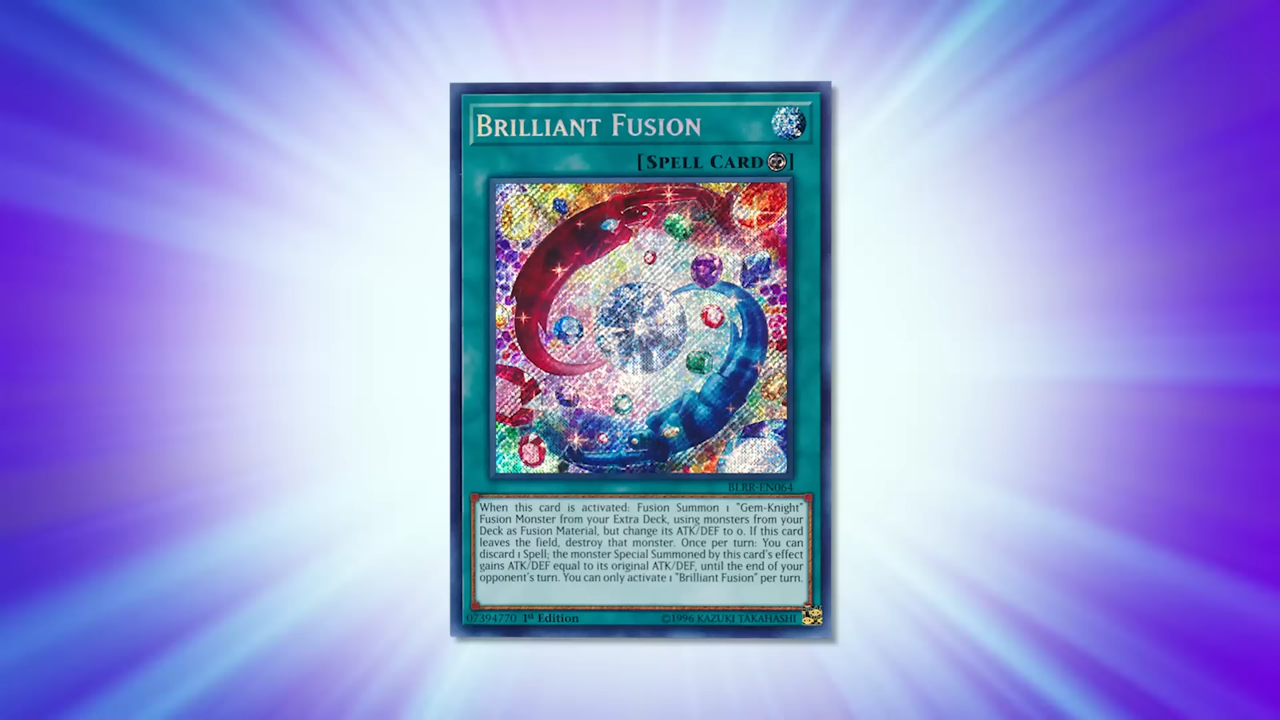 BRILLIANT FUSION
[SPELL CARD]
BLRR-EN064
When this card is activated: Fusion Summon 1 "Gem-Knight"
Fusion Monster from your Extra Deck, using monsters from your
Deck as Fusion Material, but change its ATK/DEF to 0. If this card
leaves the field, destroy that monster. Once per turn: You can
discard 1 Spell; the monster Special Summoned by this card's effect
gains ATK/DEF equal to its original ATK/DEF, until the end of your
opponent's turn. You can only activate 1 "Brilliant Fusion" per turn.
07394770 1st Edition ©1996 KAZUKI TAKAHASHI